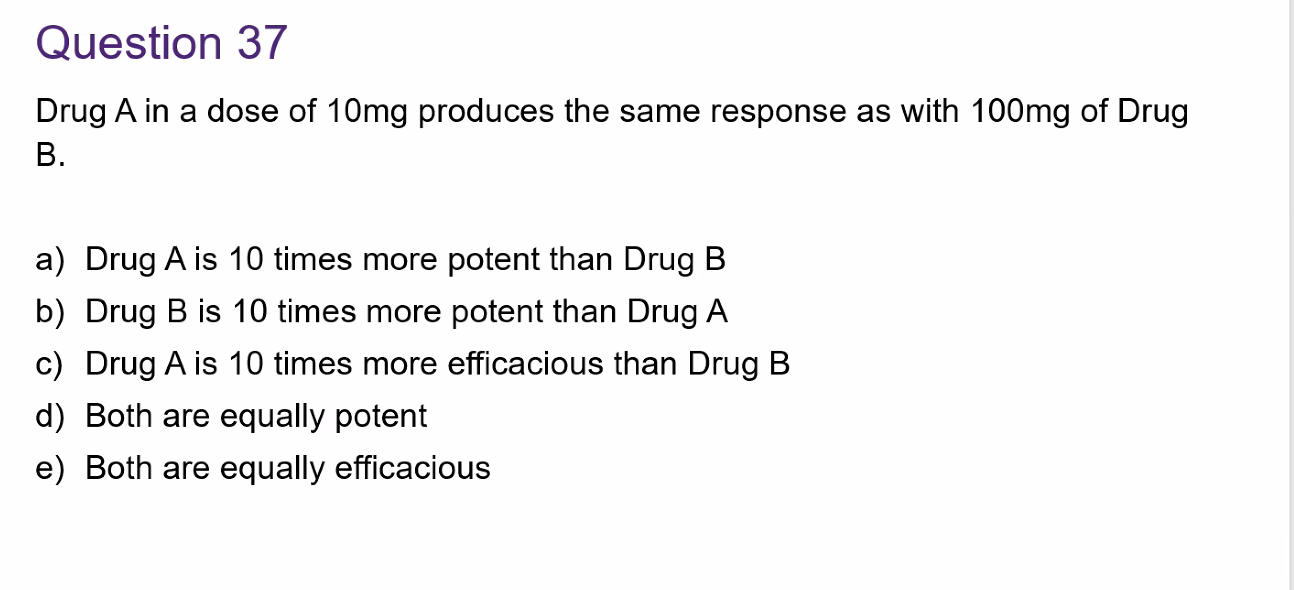 Question 37
Drug A in a dose of 10mg produces the same response as with 100mg of Drug
B.
a) Drug A is 10 times more potent than Drug B
b) Drug B is 10 times more potent than Drug A
c) Drug A is 10 times more efficacious than Drug B
d) Both are equally potent
e) Both are equally efficacious